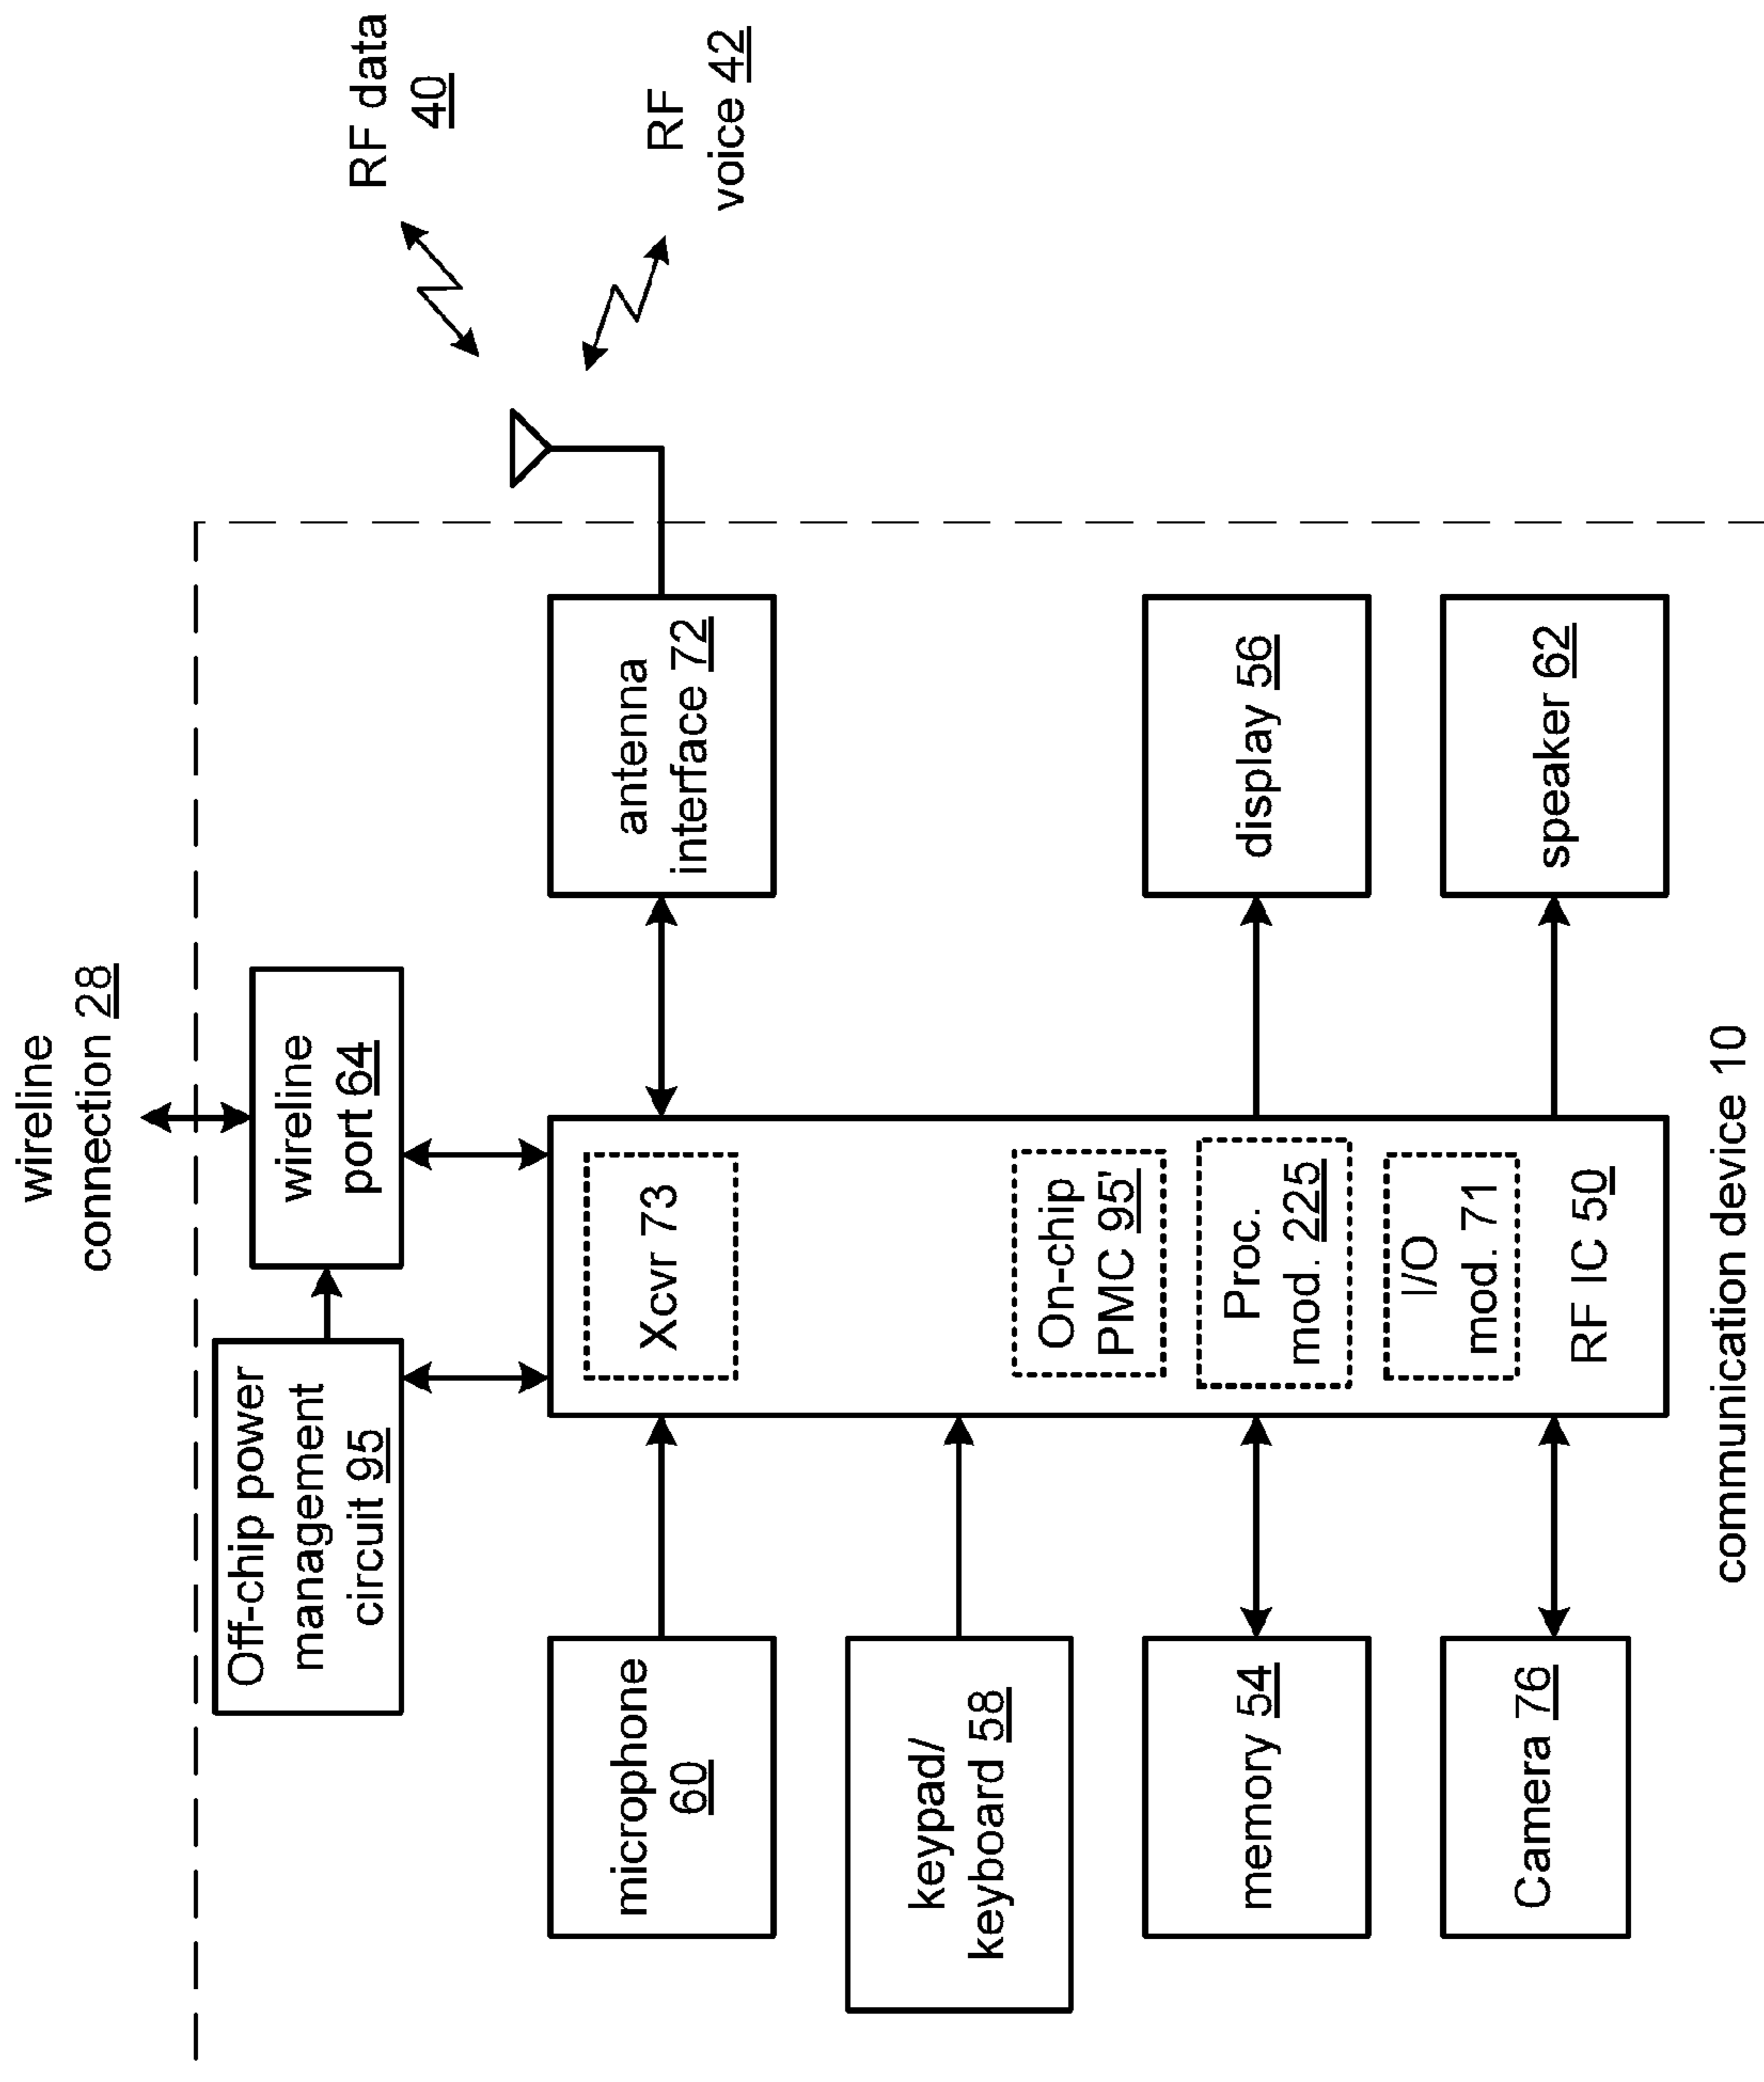 wireline
connection 28
Off-chip power
management
circuit 95
wireline
port 64
RF data
40
RF
voice 42
microphone
60
Xcvr 73
antenna
interface 72
keypad/
keyboard 58
On-chip
PMC 95'
memory 54
Proc.
mod. 225
display 56
Camera 76
I/O
mod. 71
RF IC 50
speaker 62
communication device 10